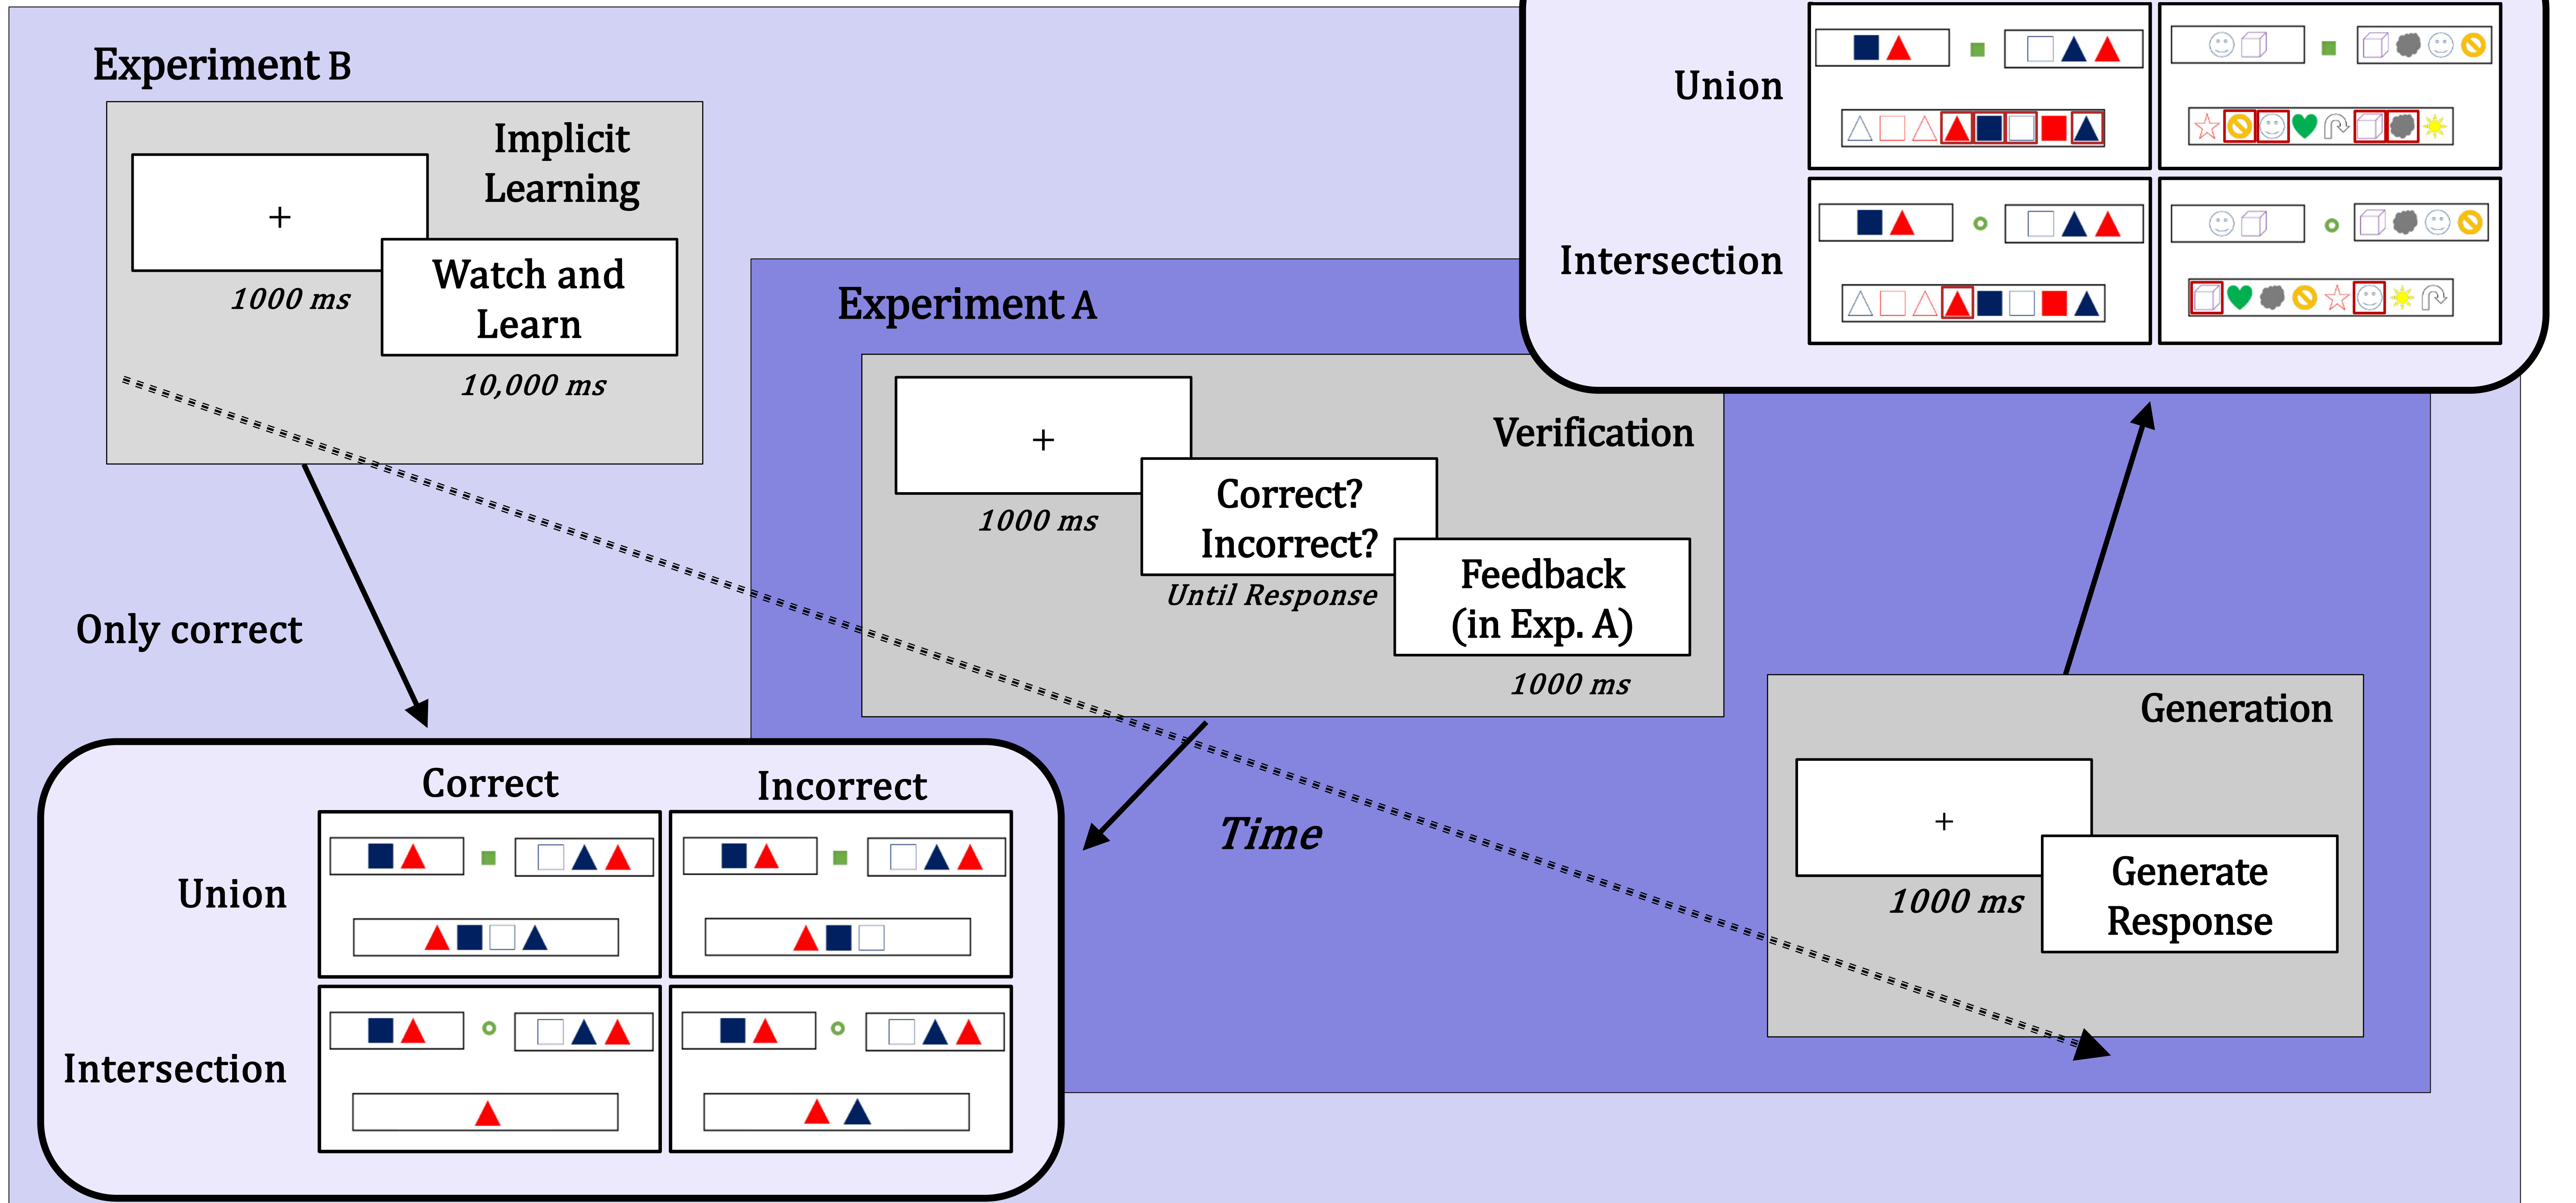 Experiment B
Implicit
Learning
+
1000 ms
Watch and
Learn
10,000 ms
Only correct
Experiment A
Verification
+
1000 ms
Correct?
Incorrect?
Until Response
Feedback
(in Exp. A)
1000 ms
Union
Intersection
Generation
+
1000 ms
Generate
Response
Time
Correct
Incorrect
Union
Intersection